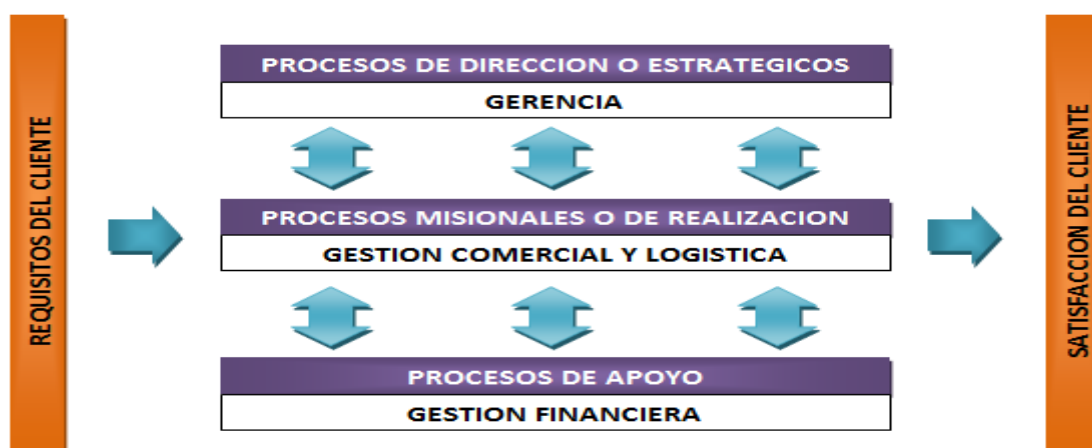 REQUISITOS DEL CLIENTE
PROCESOS DE DIRECCION O ESTRATEGICOS
GERENCIA
PROCESOS MISIONALES O DE REALIZACION
GESTION COMERCIAL Y LOGISTICA
PROCESOS DE APOYO
GESTION FINANCIERA
SATISFACCION DEL CLIENTE